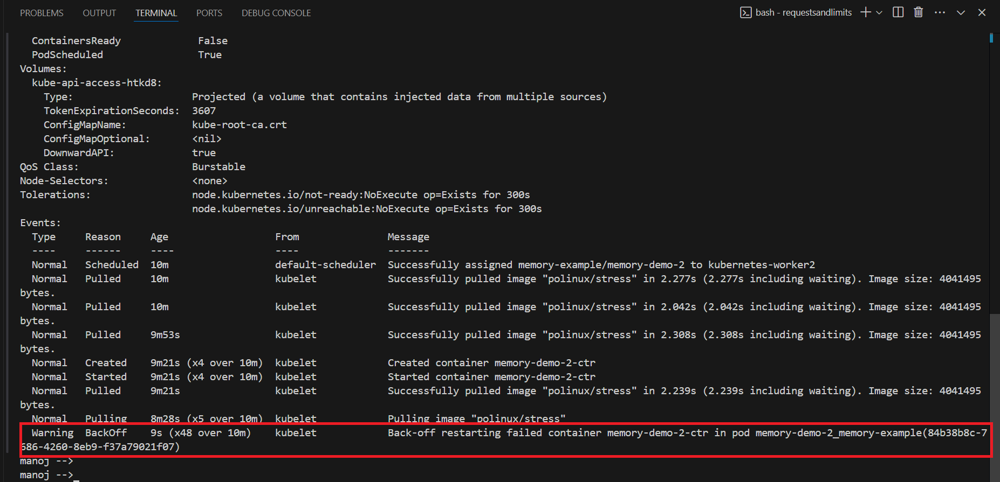 PROBLEMS OUTPUT TERMINAL PORTS DEBUG CONSOLE bash - requestsandlimits
ContainersReady False
PodScheduled True
Volumes:
kube-api-access-htkd8:
Type: Projected (a volume that contains injected data from multiple sources)
TokenExpirationSeconds: 3607
ConfigMapName: kube-root-ca.crt
ConfigMapOptional: <nil>
DownwardAPI: true
QoS Class: Burstable
Node-Selectors: <none>
Tolerations: node.kubernetes.io/not-ready:NoExecute op=Exists for 300s
node.kubernetes.io/unreachable:NoExecute op=Exists for 300s
Events:
Type Reason Age From Message
---- ------ ---- ---- -------
Normal Scheduled 10m default-scheduler Successfully assigned memory-example/memory-demo-2 to kubernetes-worker2
Normal Pulled 10m kubelet Successfully pulled image "polinux/stress" in 2.277s (2.277s including waiting). Image size: 4041495
bytes.
Normal Pulled 10m kubelet Successfully pulled image "polinux/stress" in 2.042s (2.042s including waiting). Image size: 4041495
bytes.
Normal Pulled 9m53s kubelet Successfully pulled image "polinux/stress" in 2.308s (2.308s including waiting). Image size: 4041495
bytes.
Normal Created 9m21s (x4 over 10m) kubelet Created container memory-demo-2-ctr
Normal Started 9m21s (x4 over 10m) kubelet Started container memory-demo-2-ctr
Normal Pulled 9m21s kubelet Successfully pulled image "polinux/stress" in 2.239s (2.239s including waiting). Image size: 4041495
bytes.
Normal Pulling 8m28s (x5 over 10m) kubelet Pulling image "polinux/stress"
Warning BackOff 9s (x48 over 10m) kubelet Back-off restarting failed container memory-demo-2-ctr in pod memory-demo-2_memory-example(84b38b8c-7
686-4260-8eb9-f37a79021f07)
manoj -->
manoj -->